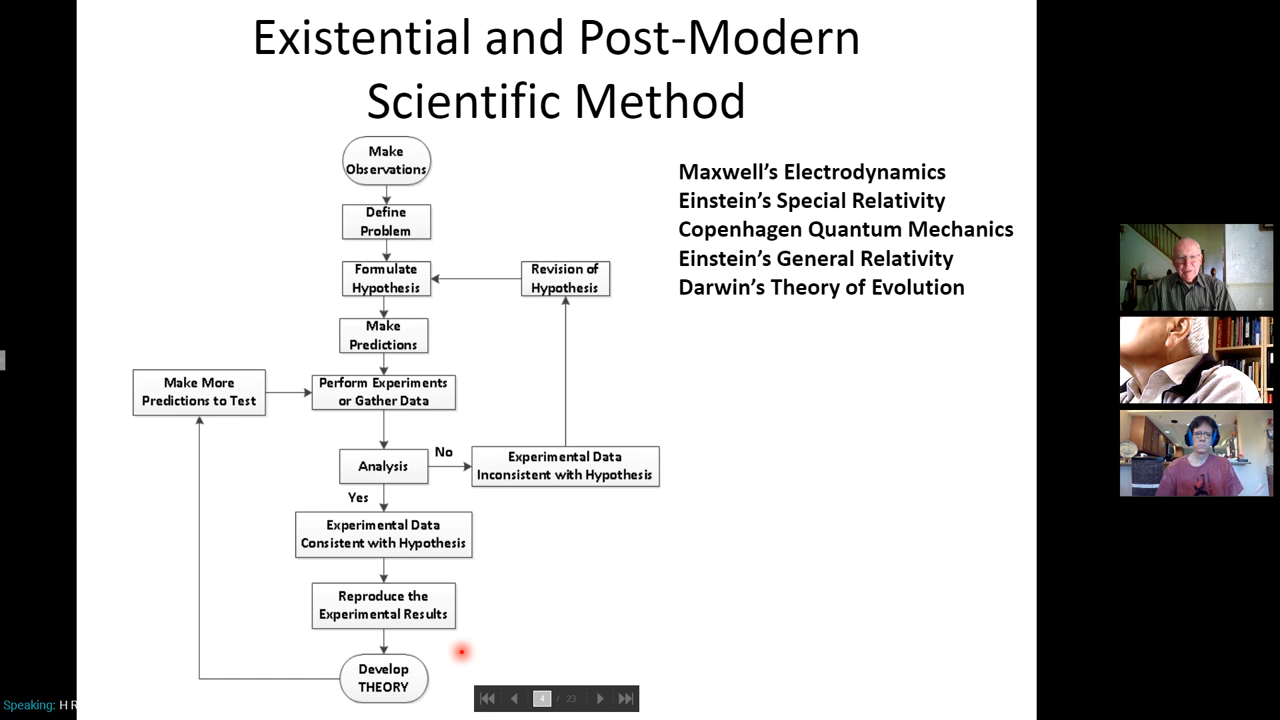 Existential and Post-Modern
Scientific Method
Make
Observations
Define
Problem
Formulate
Hypothesis
Revision of
Hypothesis
Make
Predictions
Make More
Predictions to Test
Perform Experiments
or Gather Data
Analysis
No
Experimental Data
Inconsistent with Hypothesis
Yes
Experimental Data
Consistent with Hypothesis
Reproduce the
Experimental Results
Develop
THEORY
Maxwell’s Electrodynamics
Einstein’s Special Relativity
Copenhagen Quantum Mechanics
Einstein’s General Relativity
Darwin’s Theory of Evolution
4 / 23
Speaking: H R